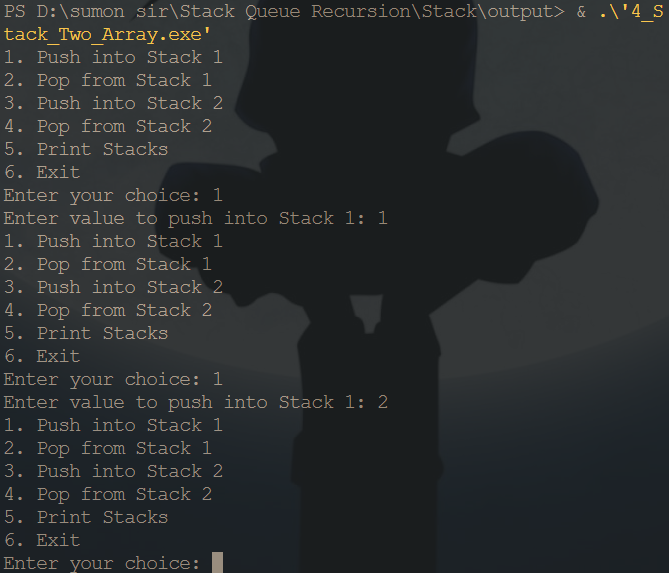 PS D:\sumon sir\Stack Queue Recursion\Stack\output> & .\'4_S
tack_Two_Array.exe'
1. Push into Stack 1
2. Pop from Stack 1
3. Push into Stack 2
4. Pop from Stack 2
5. Print Stacks
6. Exit
Enter your choice: 1
Enter value to push into Stack 1: 1
1. Push into Stack 1
2. Pop from Stack 1
3. Push into Stack 2
4. Pop from Stack 2
5. Print Stacks
6. Exit
Enter your choice: 1
Enter value to push into Stack 1: 2
1. Push into Stack 1
2. Pop from Stack 1
3. Push into Stack 2
4. Pop from Stack 2
5. Print Stacks
6. Exit
Enter your choice: